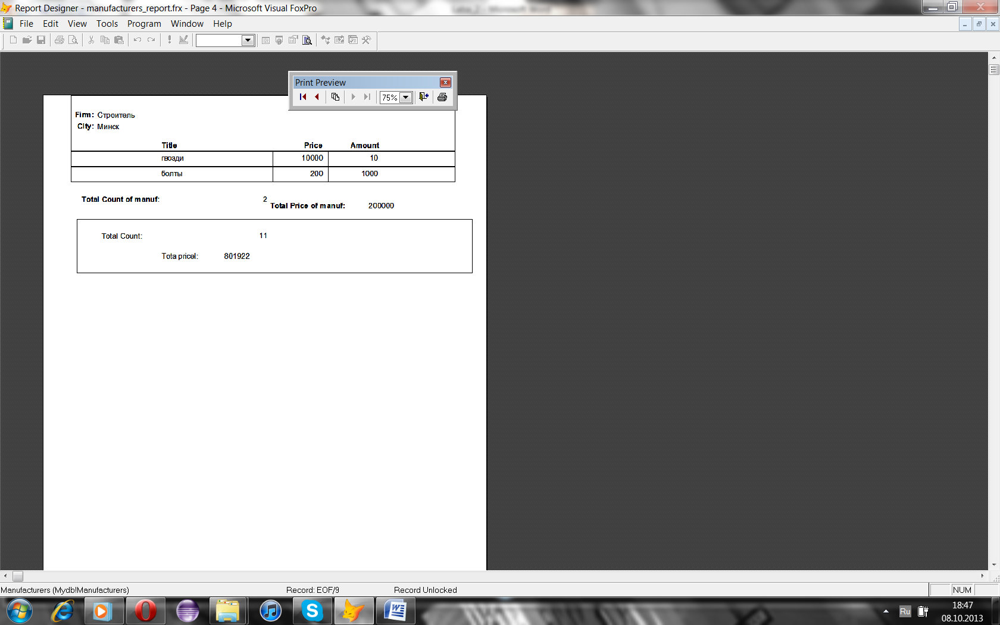 Report Designer - manufacturers_report.frx - Page 4 - Microsoft Visual FoxPro
File Edit View Tools Program Window Help
Print Preview
75%
Firm: Строитель
City: Минск
Title Price Amount
гвозди 10000 10
болты 200 1000
Total Count of manuf: 2
Total Price of manuf: 200000
Total Count: 11
Tota pricel: 801922
Manufacturers (Mydb!Manufacturers) Record: EOF/9 Record Unlocked NUM
Ru
18:47
08.10.2013